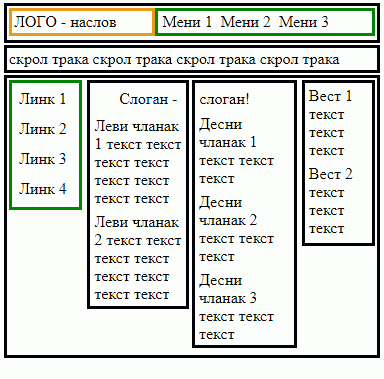 ЛОГО - наслов
Мени 1 Мени 2 Мени 3
скрол трака скрол трака скрол трака скрол трака
Линк 1
Линк 2
Линк 3
Линк 4
Слоган -
Леви чланак
1 текст текст
текст текст
текст текст
текст текст
Леви чланак
2 текст текст
текст текст
текст текст
текст текст
слоган!
Десни
чланак 1
текст текст
текст
Десни
чланак 2
текст текст
текст
Десни
чланак 3
текст текст
текст
Вест 1
текст
текст
текст
Вест 2
текст
текст
текст